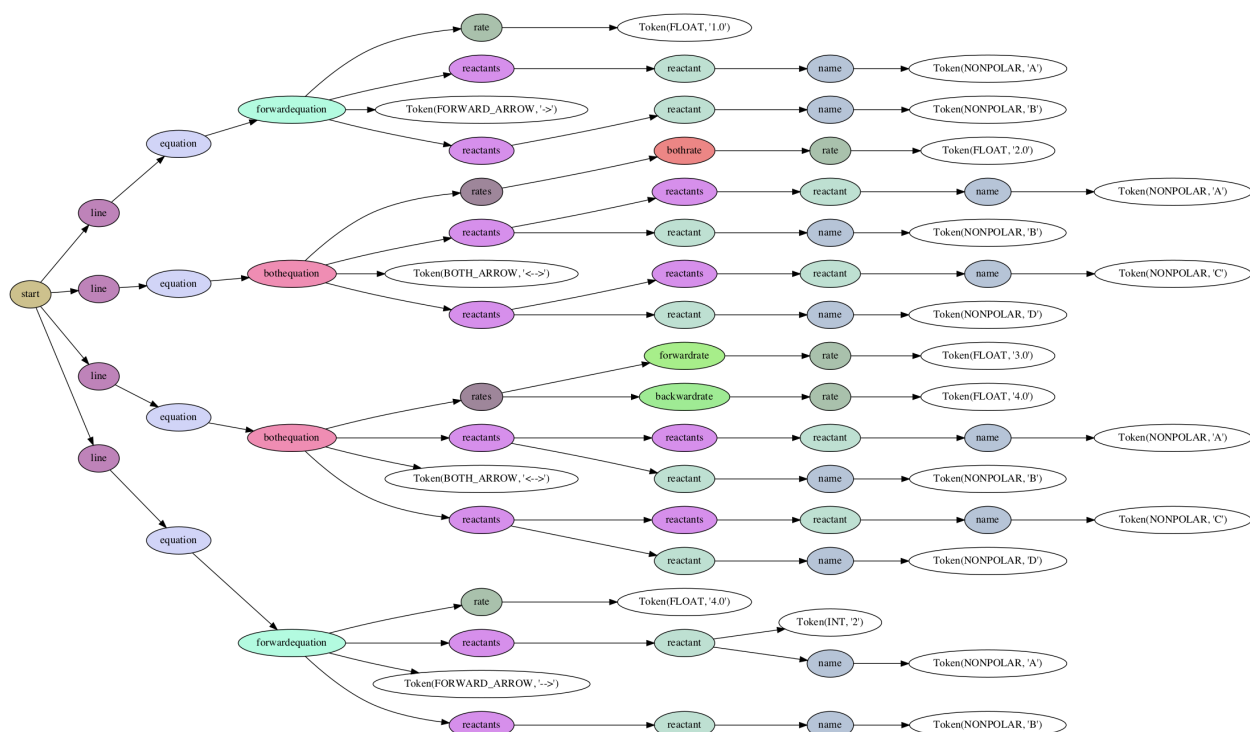 rate Token(FLOAT, '1.0')
reactants reactant name Token(NONPOLAR, 'A')
forwardequation Token(FORWARD_ARROW, '->') reactant name Token(NONPOLAR, 'B')
equation reactants bothrate rate Token(FLOAT, '2.0')
rates reactants reactant name Token(NONPOLAR, 'A')
line reactants reactant name Token(NONPOLAR, 'B')
bothequation Token(BOTH_ARROW, '<-->') reactants reactant name Token(NONPOLAR, 'C')
start line equation
reactants reactant name Token(NONPOLAR, 'D')
forwardrate rate Token(FLOAT, '3.0')
line rates backwardrate rate Token(FLOAT, '4.0')
equation
bothequation reactants reactants reactant name Token(NONPOLAR, 'A')
line Token(BOTH_ARROW, '<-->') reactant name Token(NONPOLAR, 'B')
reactants reactants reactant name Token(NONPOLAR, 'C')
equation reactant name Token(NONPOLAR, 'D')
rate Token(FLOAT, '4.0')
Token(INT, '2')
forwardequation reactants reactant
name Token(NONPOLAR, 'A')
Token(FORWARD_ARROW, '-->')
reactants reactant name Token(NONPOLAR, 'B')